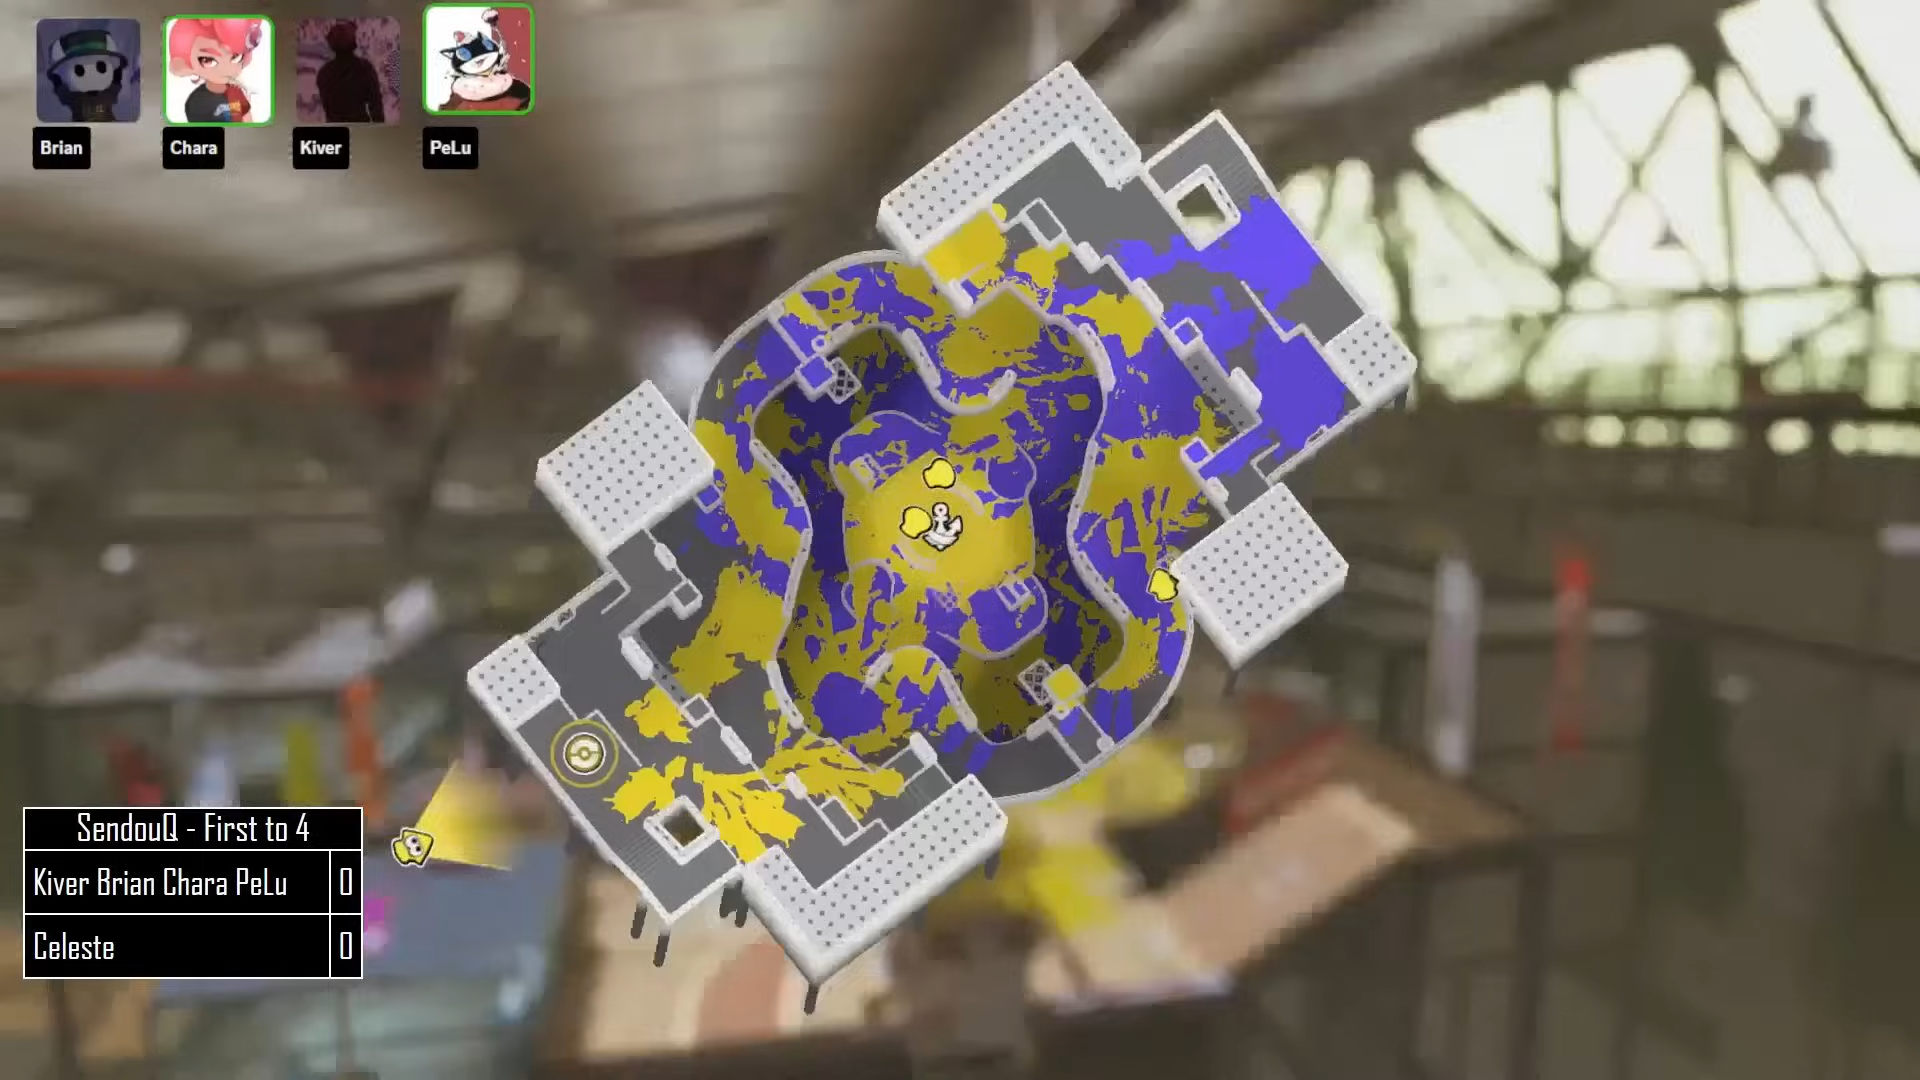 Brian
Chara
Kiver
PeLu
SendouQ - First to 4
Kiver Brian Chara PeLu 0
Celeste 0